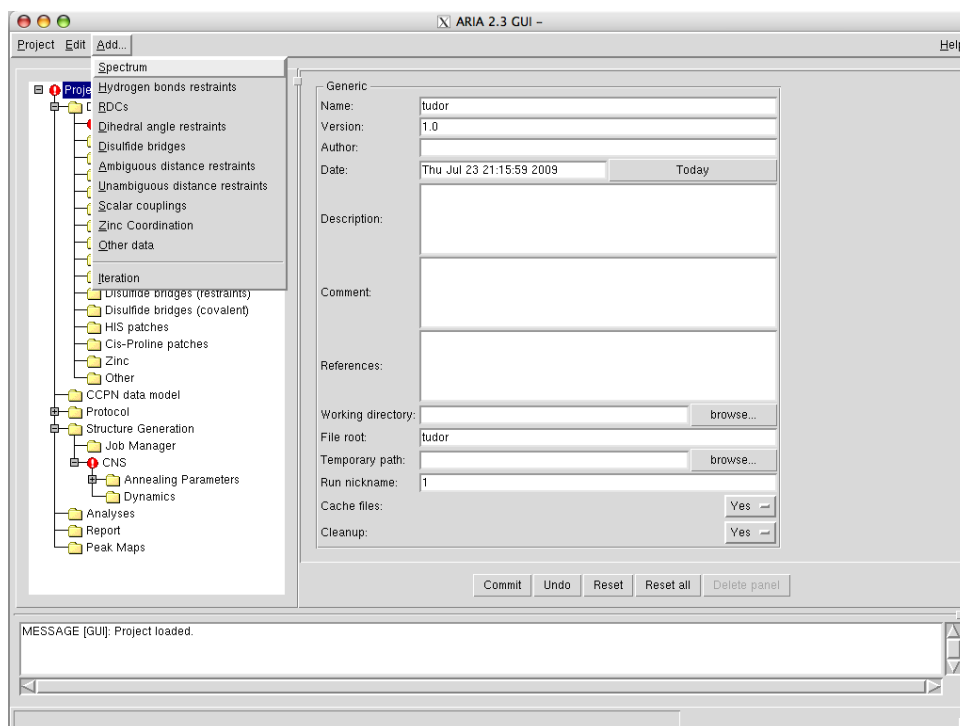 ARIA 2.3 GUI –
Project Edit Add... Help
Spectrum
Hydrogen bonds restraints
RDCs
Dihedral angle restraints
Disulfide bridges
Ambiguous distance restraints
Unambiguous distance restraints
Scalar couplings
Zinc Coordination
Other data
Iteration
Disulfide bridges (restraints)
Disulfide bridges (covalent)
HIS patches
Cis-Proline patches
Zinc
Other
CCPN data model
Protocol
Structure Generation
Job Manager
CNS
Annealing Parameters
Dynamics
Analyses
Report
Peak Maps
Generic
Name: tudor
Version: 1.0
Author:
Date: Thu Jul 23 21:15:59 2009 Today
Description:
Comment:
References:
Working directory: browse...
File root: tudor
Temporary path: browse...
Run nickname: 1
Cache files: Yes
Cleanup: Yes
Commit Undo Reset Reset all Delete panel
MESSAGE [GUI]: Project loaded.